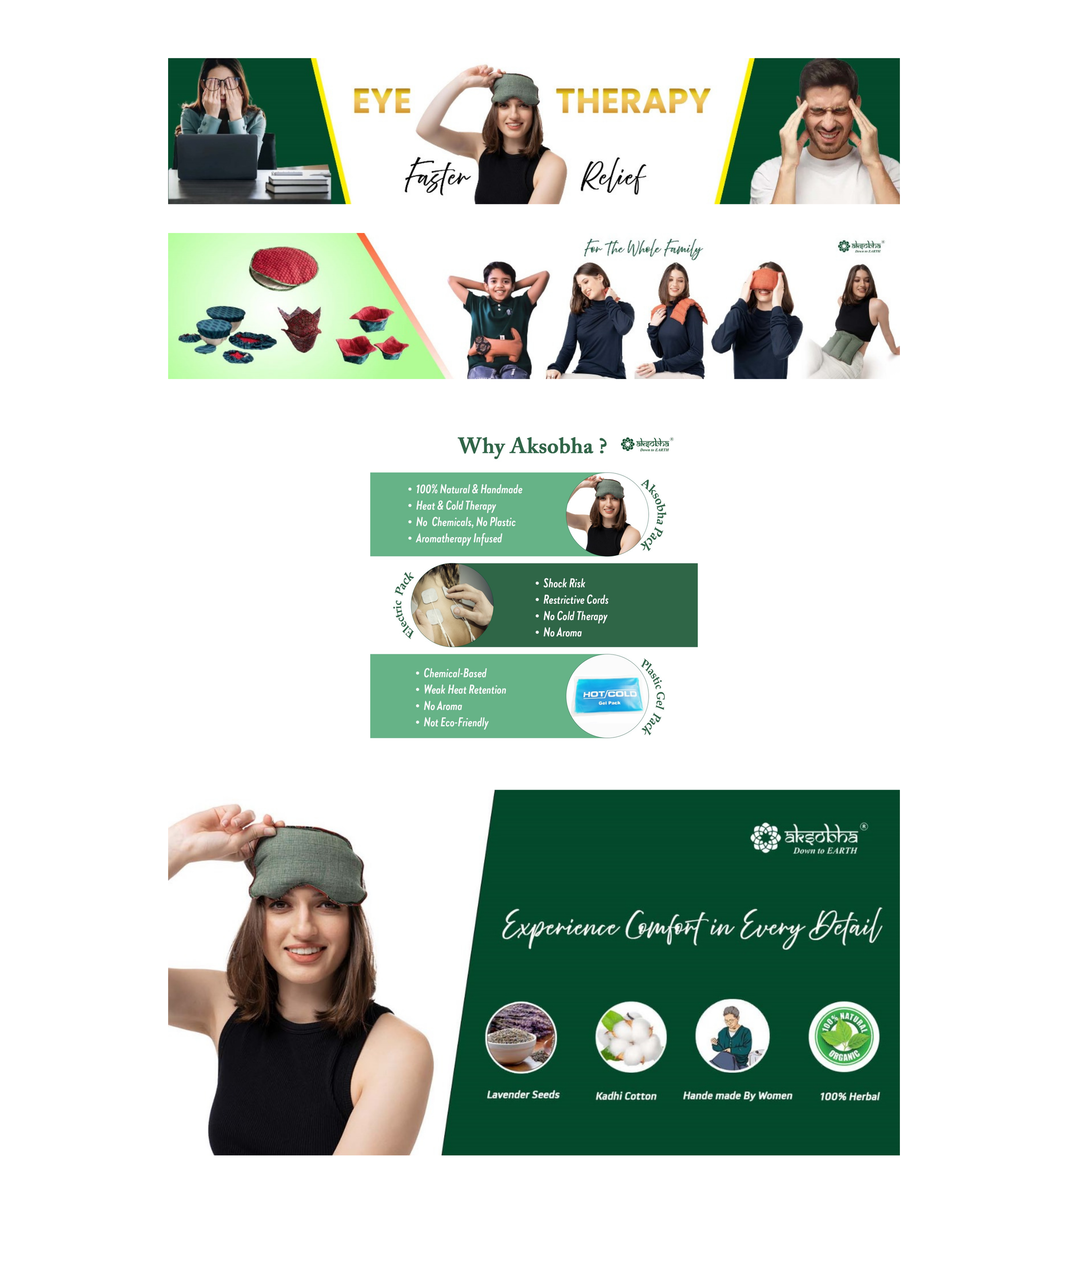 EYE THERAPY
Faster Relief
For The Whole Family
aksobha®
Down to EARTH
Why Aksobha ?
aksobha®
Down to EARTH
• 100% Natural & Handmade
• Heat & Cold Therapy
• No Chemicals, No Plastic
• Aromatherapy Infused
Aksobha Pack
Electric Pack
• Shock Risk
• Restrictive Cords
• No Cold Therapy
• No Aroma
• Chemical-Based
• Weak Heat Retention
• No Aroma
• Not Eco-Friendly
HOT/COLD
Gel Pack
Plastic Gel Pack
aksobha®
Down to EARTH
Experience Comfort in Every Detail
100% NATURAL
ORGANIC
Lavender Seeds
Kadhi Cotton
Hande made By Women
100% Herbal